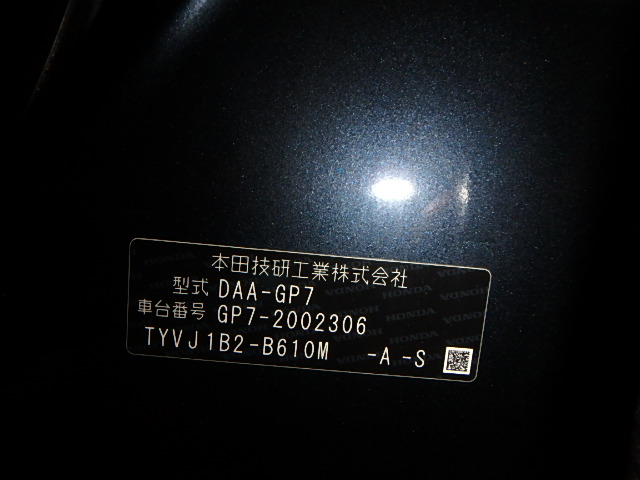 本田技研工業株式会社
型式 DAA-GP7
車台番号 GP7-2002306
TYVJ1B2-B610M -A-S